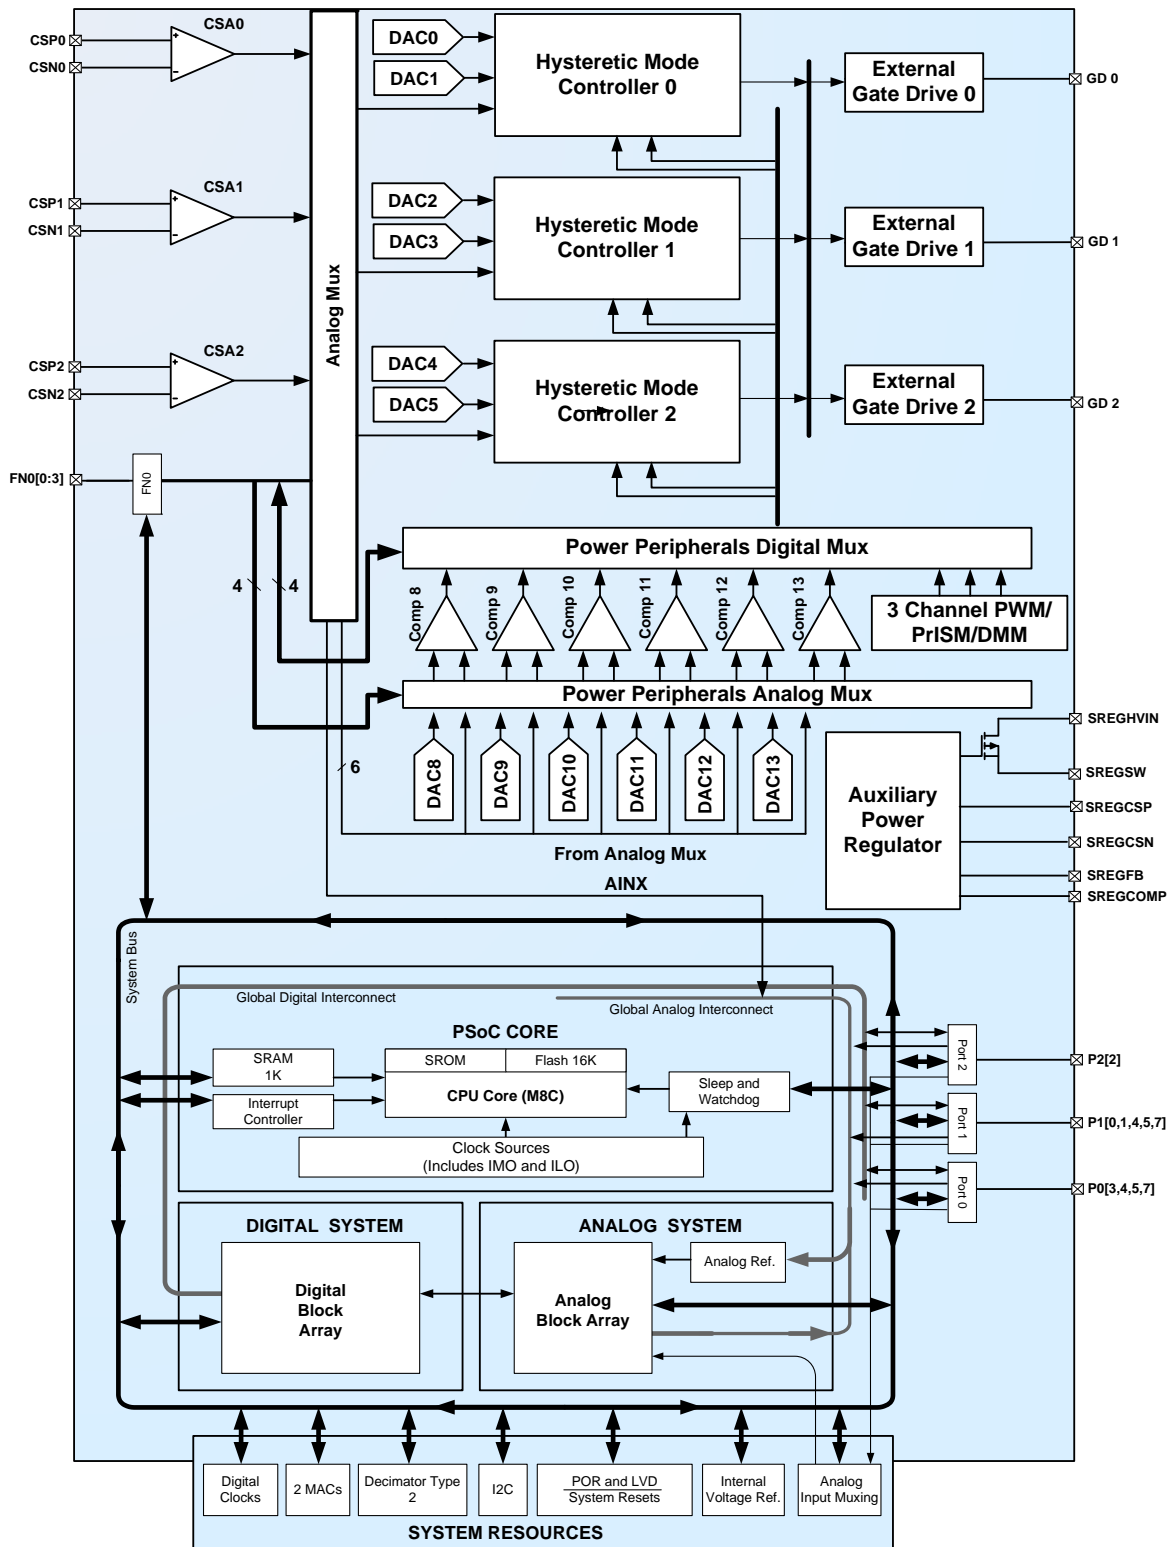 CSA0
CSP0
CSN0
DAC0
DAC1
Hysteretic Mode
Controller 0
External
Gate Drive 0
GD 0
CSA1
CSP1
CSN1
DAC2
DAC3
Hysteretic Mode
Controller 1
External
Gate Drive 1
GD 1
Analog Mux
CSA2
CSP2
CSN2
DAC4
DAC5
Hysteretic Mode
Controller 2
External
Gate Drive 2
GD 2
FN0[0:3]
FN0
4
4
Power Peripherals Digital Mux
Comp 8
Comp 9
Comp 10
Comp 11
Comp 12
Comp 13
3 Channel PWM/
PrISM/DMM
Power Peripherals Analog Mux
6
DAC8
DAC9
DAC10
DAC11
DAC12
DAC13
From Analog Mux
AINX
Auxiliary
Power
Regulator
SREGHVIN
SREGSW
SREGCSP
SREGCSN
SREGFB
SREGCOMP
System Bus
Global Digital Interconnect
Global Analog Interconnect
PSoC CORE
SRAM
1K
SROM
Flash 16K
CPU Core (M8C)
Interrupt
Controller
Sleep and
Watchdog
Clock Sources
(Includes IMO and ILO)
Port 2
P2[2]
Port 1
P1[0,1,4,5,7]
Port 0
P0[3,4,5,7]
DIGITAL SYSTEM
Digital
Block
Array
ANALOG SYSTEM
Analog
Block Array
Analog Ref.
Digital
Clocks
2 MACs
Decimator Type
2
I2C
POR and LVD
System Resets
Internal
Voltage Ref.
Analog
Input Muxing
SYSTEM RESOURCES